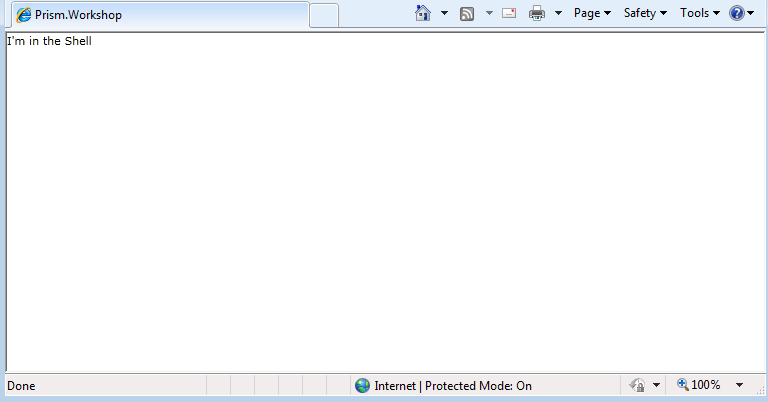 Prism.Workshop
Page
Safety
Tools
I'm in the Shell
Done
Internet | Protected Mode: On
100%